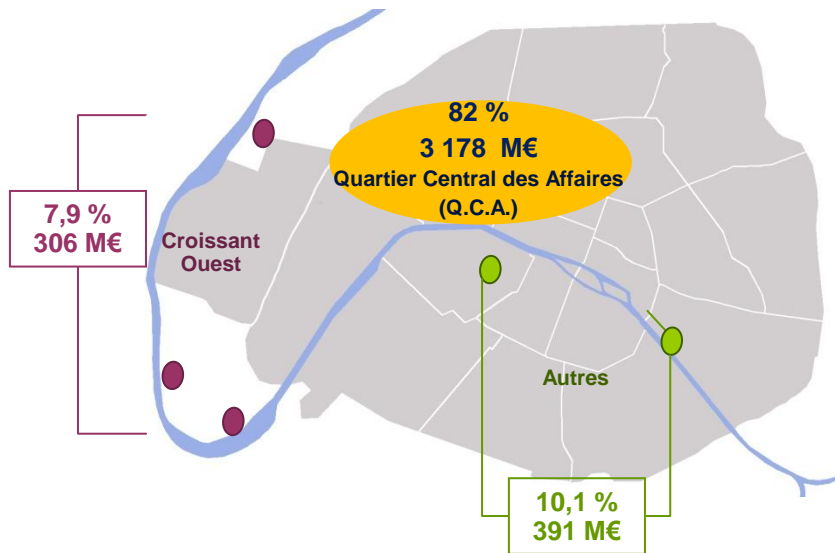 82 %
3 178 M€
Quartier Central des Affaires
(Q.C.A.)
7,9 %
306 M€
Croissant
Ouest
Autres
10,1 %
391 M€